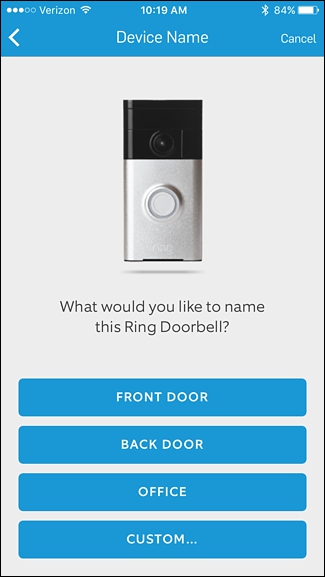 Verizon 10:19 AM 84%
Device Name Cancel
ring
What would you like to name
this Ring Doorbell?
FRONT DOOR
BACK DOOR
OFFICE
CUSTOM...